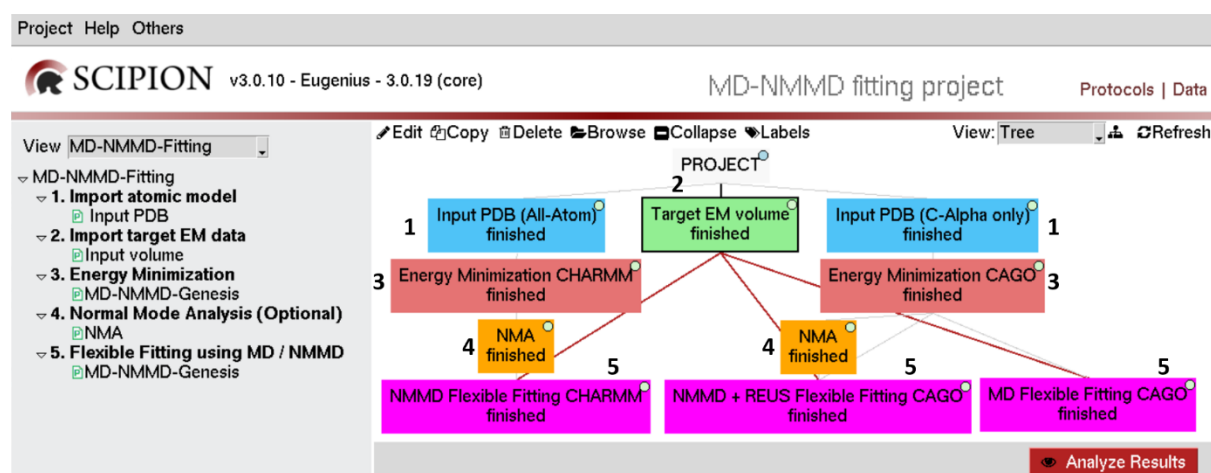 Project Help Others
SCIPION v3.0.10 - Eugenius - 3.0.19 (core)
MD-NMMD fitting project
Protocols | Data
View MD-NMMD-Fitting
MD-NMMD-Fitting
1. Import atomic model
Input PDB
2. Import target EM data
Input volume
3. Energy Minimization
MD-NMMD-Genesis
4. Normal Mode Analysis (Optional)
NMA
5. Flexible Fitting using MD / NMMD
MD-NMMD-Genesis
Edit Copy Delete Browse Collapse Labels
View: Tree
Refresh
PROJECT
1
Input PDB (All-Atom)
finished
2
Target EM volume
finished
Input PDB (C-Alpha only)
finished
1
3
Energy Minimization CHARMM
finished
Energy Minimization CAGO
finished
3
4
NMA
finished
4
NMA
finished
5
NMMD Flexible Fitting CHARMM
finished
5
NMMD + REUS Flexible Fitting CAGO
finished
5
MD Flexible Fitting CAGO
finished
Analyze Results